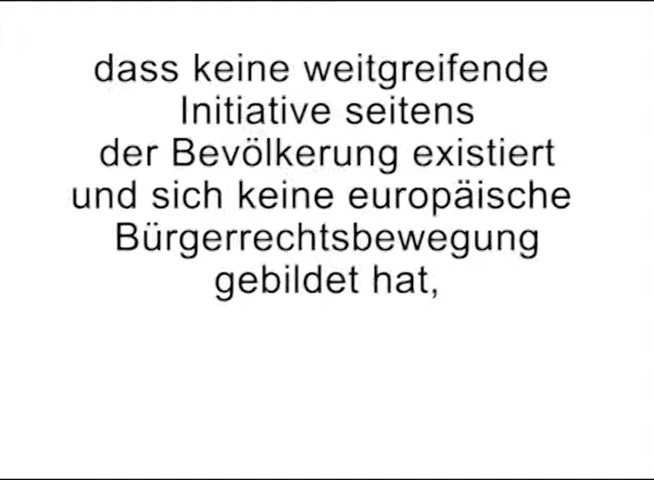 dass keine weitgreifende
Initiative seitens
der Bevölkerung existiert
und sich keine europäische
Bürgerrechtsbewegung
gebildet hat,